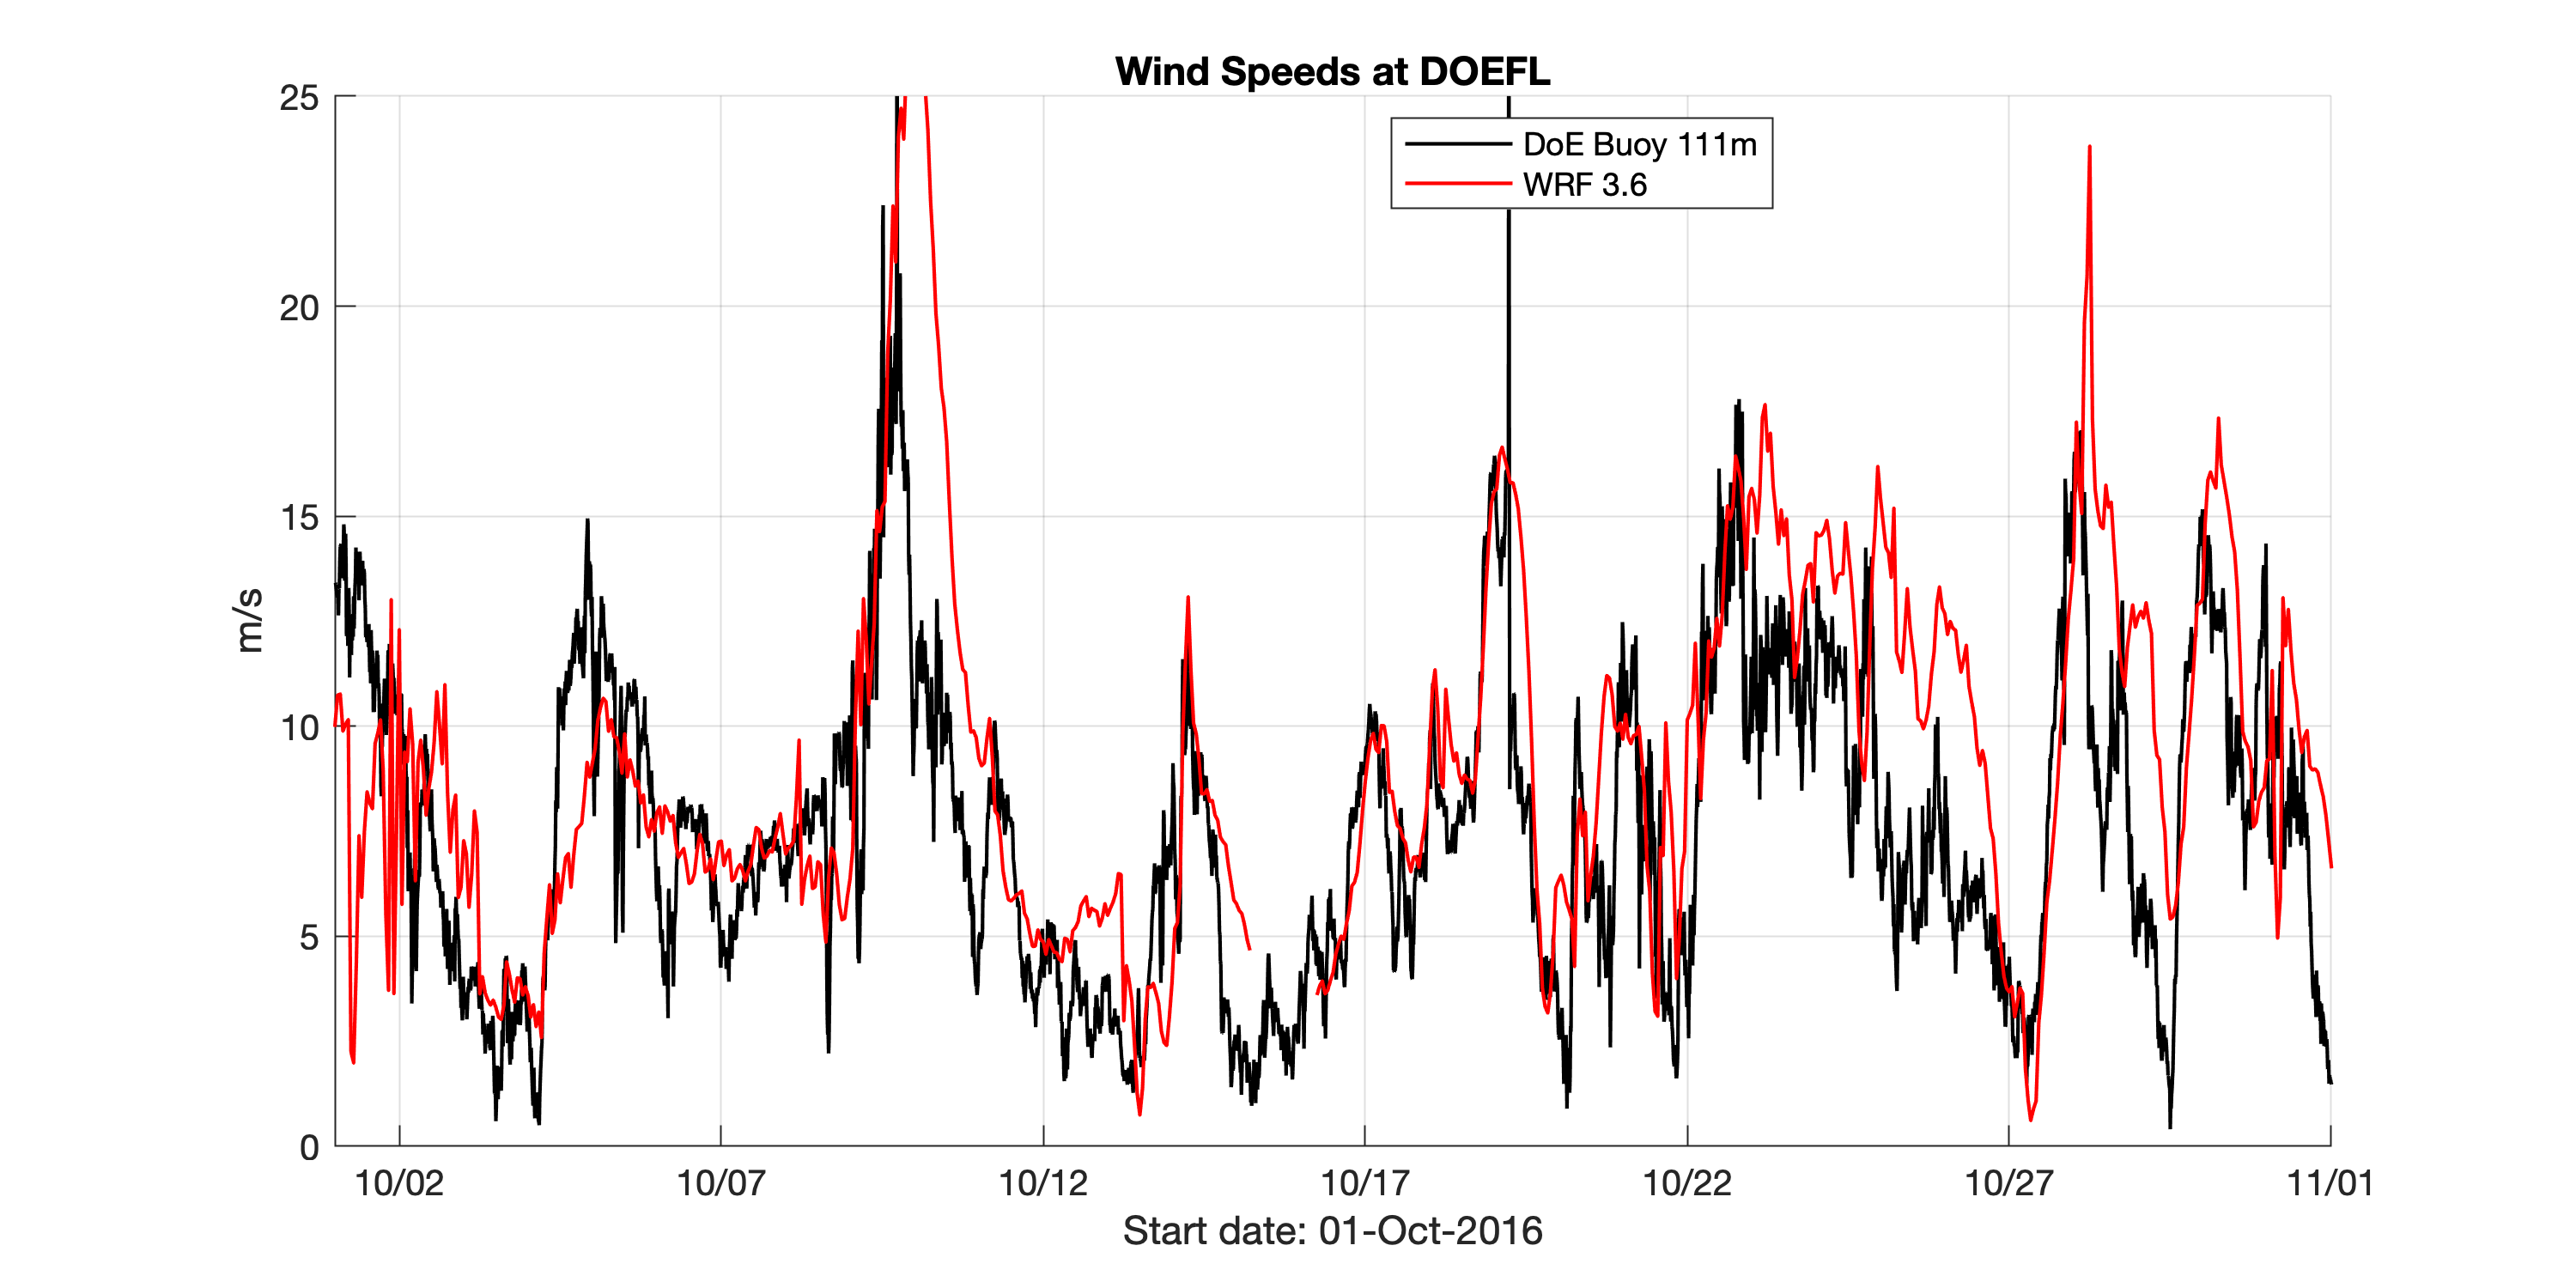 Wind Speeds at DOEFL
25
20
15
10
5
0
m/s
DoE Buoy 111m
WRF 3.6
10/02
10/07
10/12
10/17
10/22
10/27
11/01
Start date: 01-Oct-2016